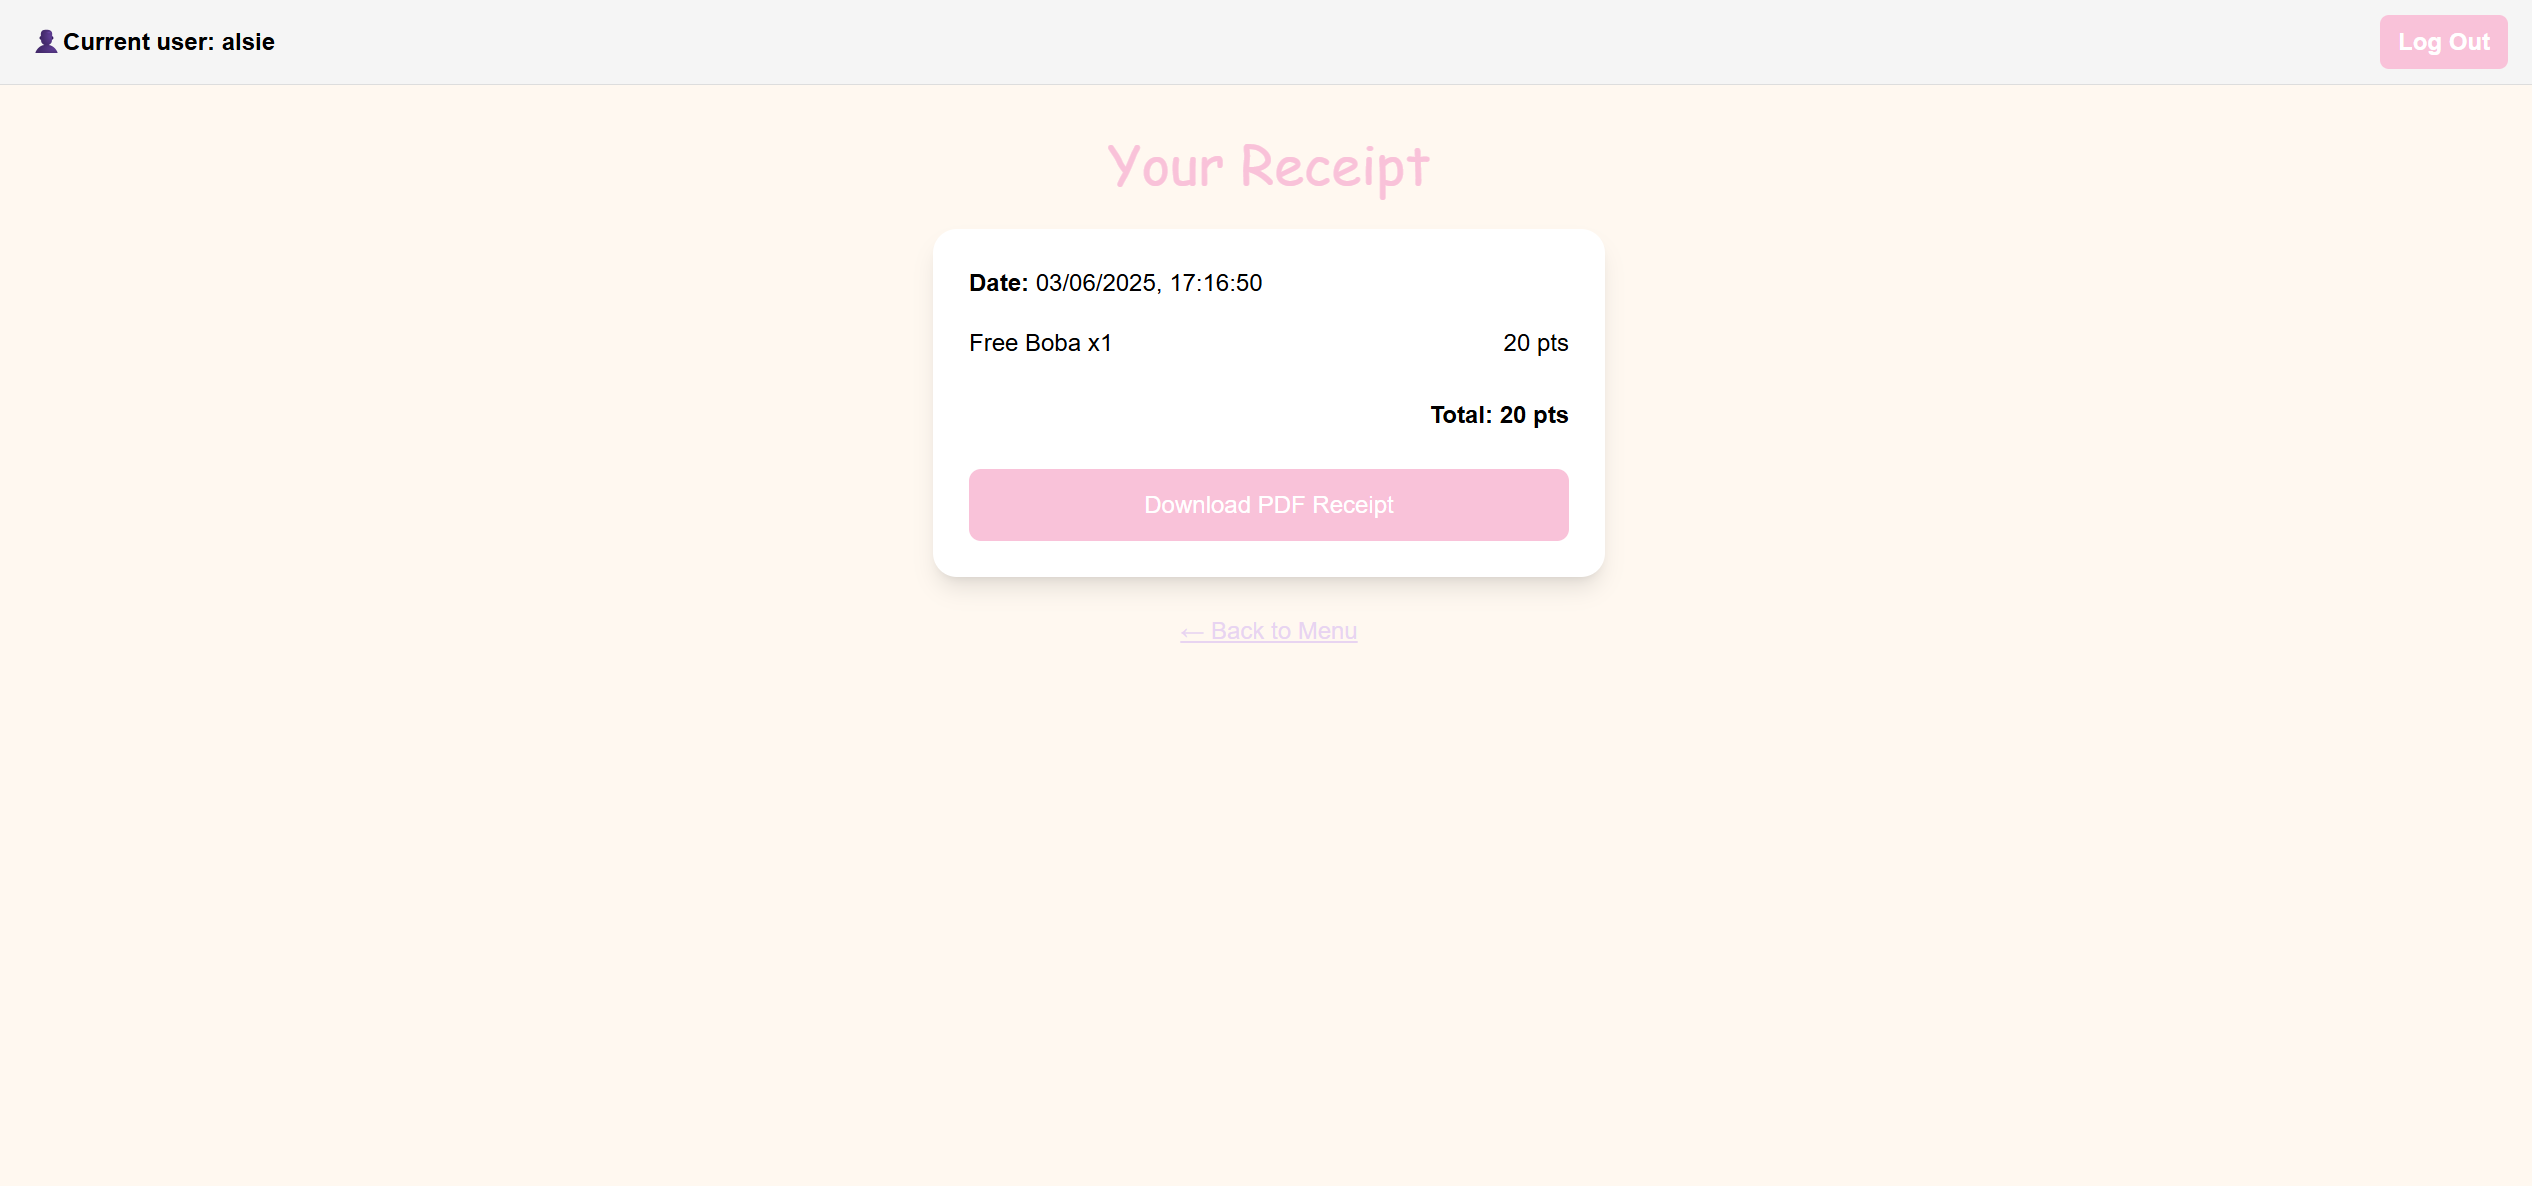 Current user: alsie
Log Out
Your Receipt
Date: 03/06/2025, 17:16:50
Free Boba x1 20 pts
Total: 20 pts
Download PDF Receipt
← Back to Menu